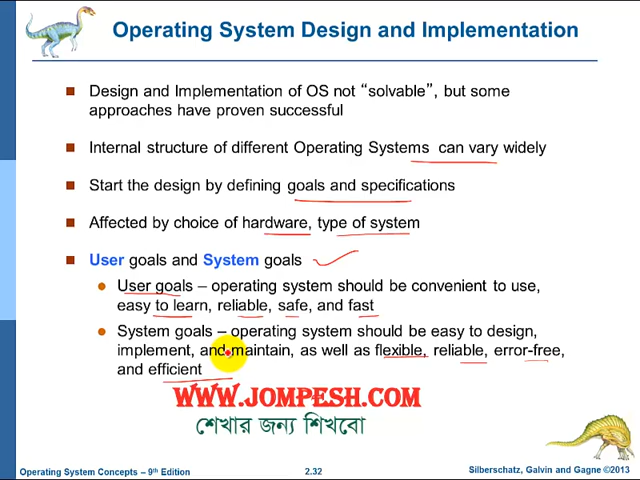 Operating System Design and Implementation
Design and Implementation of OS not “solvable”, but some
approaches have proven successful
Internal structure of different Operating Systems can vary widely
Start the design by defining goals and specifications
Affected by choice of hardware, type of system
User goals and System goals
User goals – operating system should be convenient to use,
easy to learn, reliable, safe, and fast
System goals – operating system should be easy to design,
implement, and maintain, as well as flexible, reliable, error-free,
and efficient
WWW.JOMPESH.COM
শেখার জন্য শিখবো
Operating System Concepts – 9th Edition
2.32
Silberschatz, Galvin and Gagne ©2013